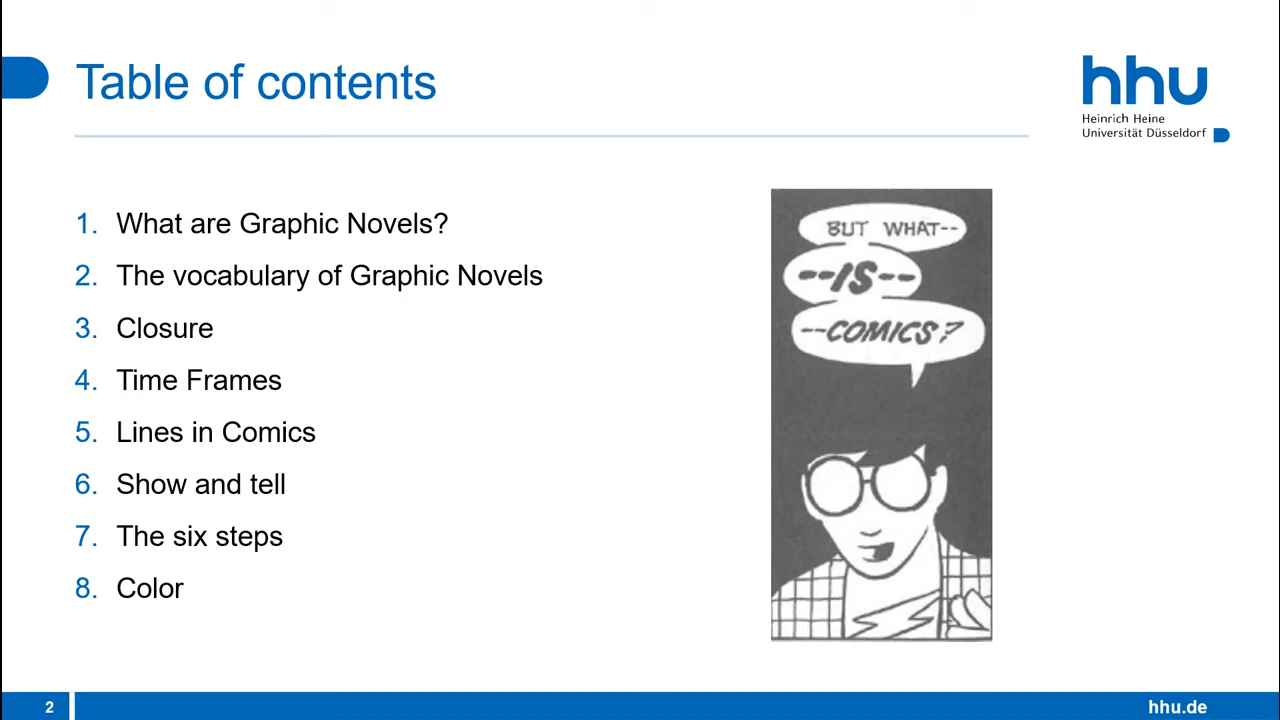 Table of contents
hhu
Heinrich Heine
Universität Düsseldorf
1. What are Graphic Novels?
2. The vocabulary of Graphic Novels
3. Closure
4. Time Frames
5. Lines in Comics
6. Show and tell
7. The six steps
8. Color
BUT WHAT--
--IS--
--COMICS?
2
hhu.de